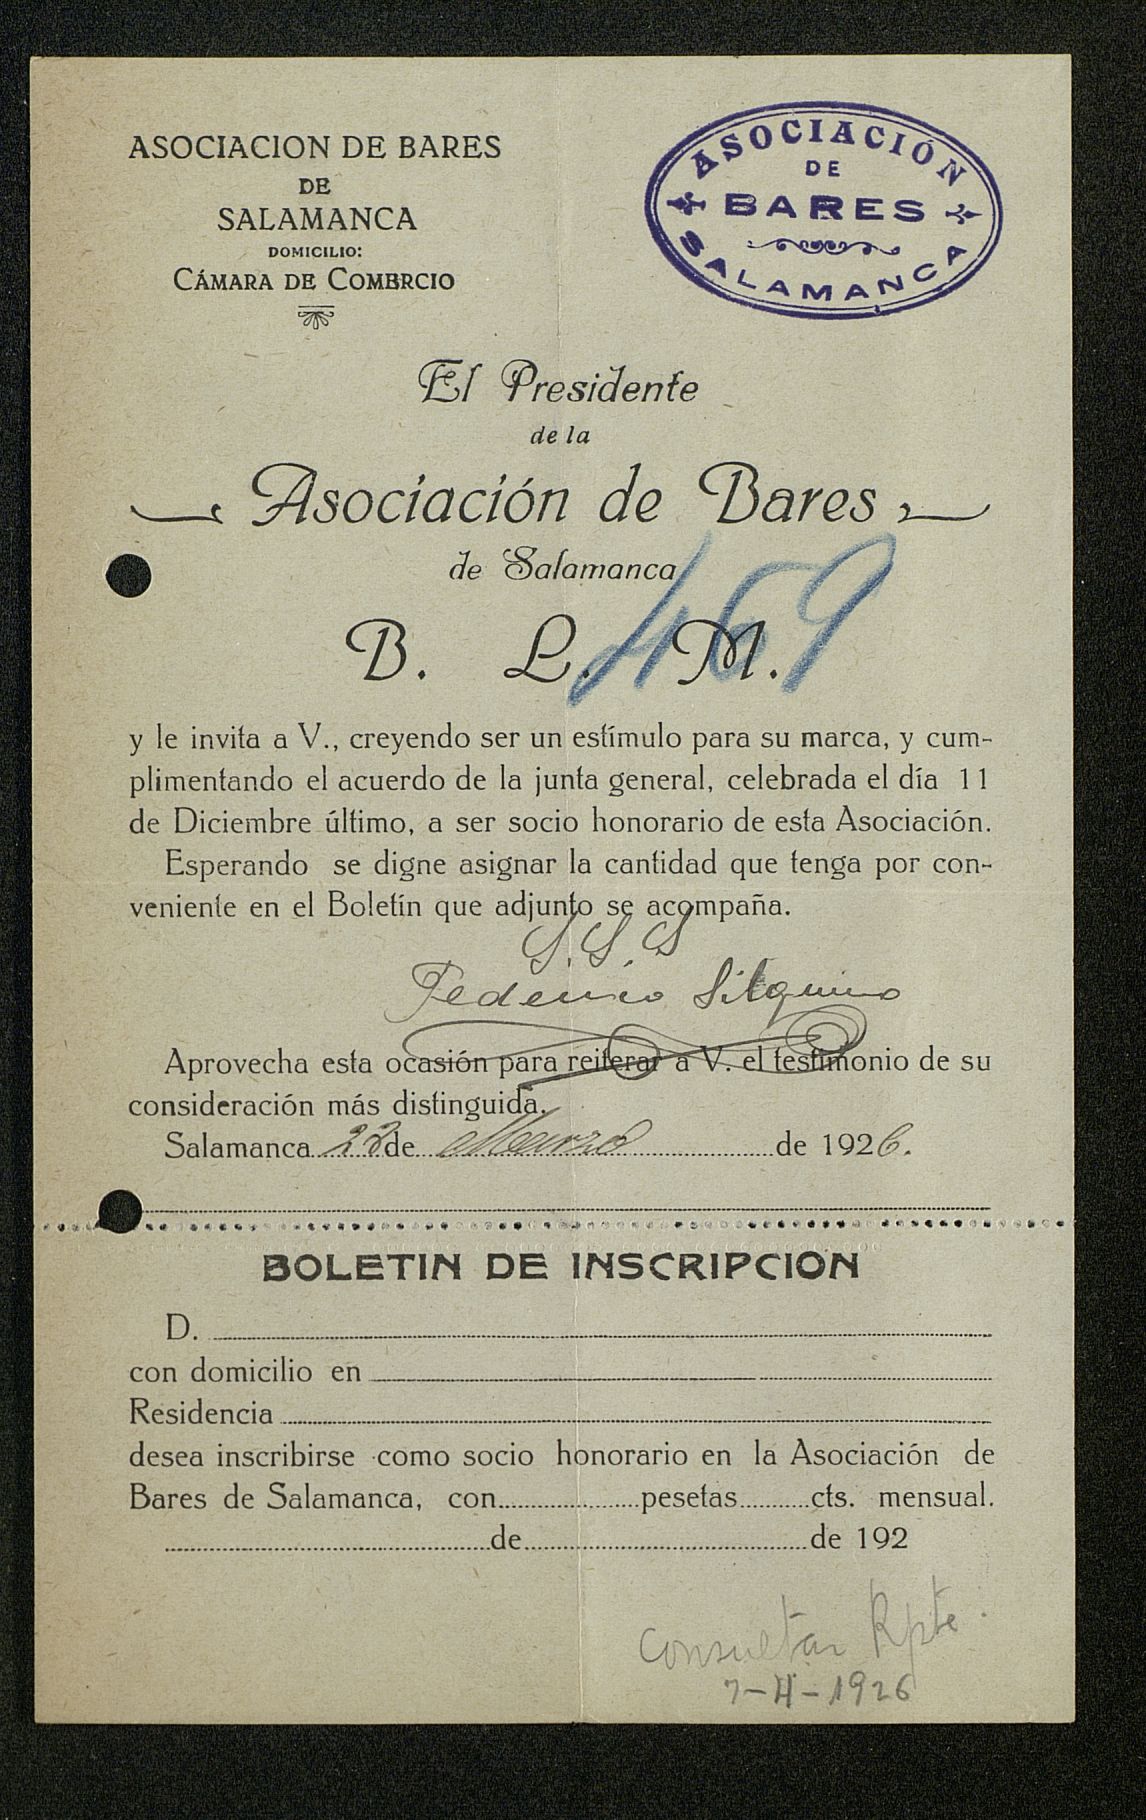 ASOCIACION DE BARES
DE
SALAMANCA
DOMICILIO:
CÁMARA DE COMBRCIO
ASOCIACIÓN
DE
BARES
SALAMANCA
El Presidente
de la
Asociación de Bares
de Salamanca
469
B. L. M.
y le invita a V., creyendo ser un estímulo para su marca, y cum-
plimentando el acuerdo de la junta general, celebrada el día 11
de Diciembre último, a ser socio honorario de esta Asociación.
Esperando se digne asignar la cantidad que tenga por con-
veniente en el Boletín que adjunto se acompaña.
S. S. S
Federico
Aprovecha esta ocasión para reiterar a V. el testimonio de su
consideración más distinguida.
Salamanca 22 de Marzo de 1926.
BOLETIN DE INSCRIPCION
D.
con domicilio en
Residencia
desea inscribirse como socio honorario en la Asociación de
Bares de Salamanca, con pesetas cts. mensual.
de de 192
Consultar Rpte.
7-4-1926